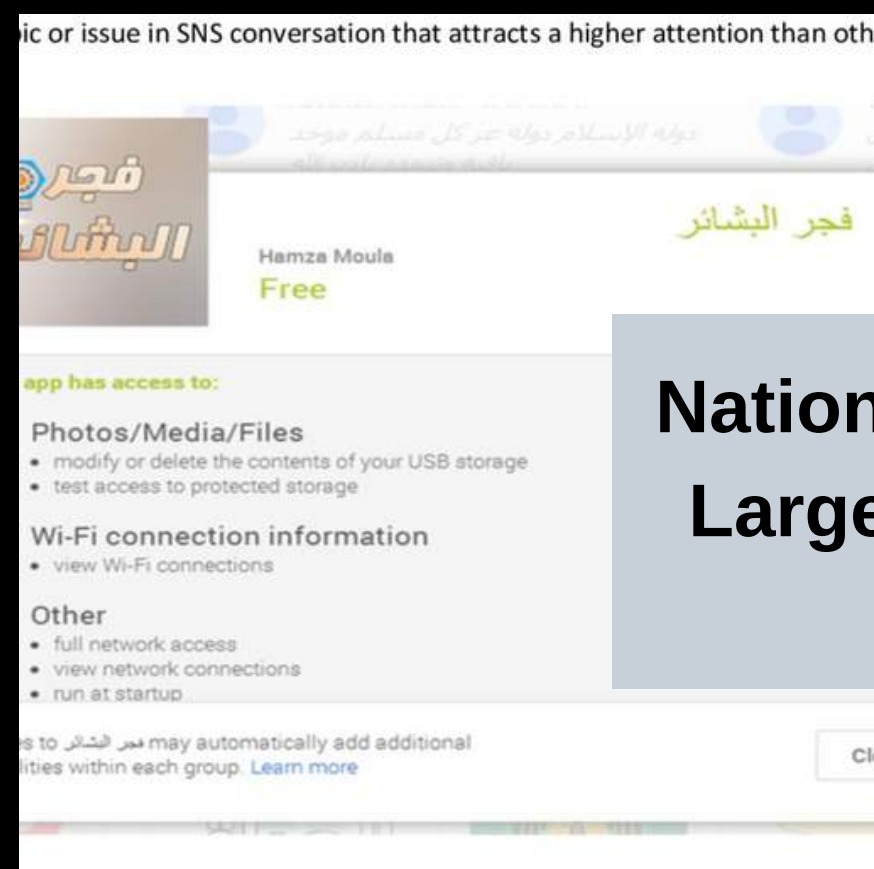 ic or issue in SNS conversation that attracts a higher attention than oth
دولة الإسلام دولة عز كل مسلم موحد
فجر
البشائر
فجر البشائر
Hamza Moula
Free
app has access to:
Photos/Media/Files
• modify or delete the contents of your USB storage
• test access to protected storage
Wi-Fi connection information
• view Wi-Fi connections
Other
• full network access
• view network connections
• run at startup
Nation
Large
s to فجر البشائر may automatically add additional
lities within each group. Learn more
Cl